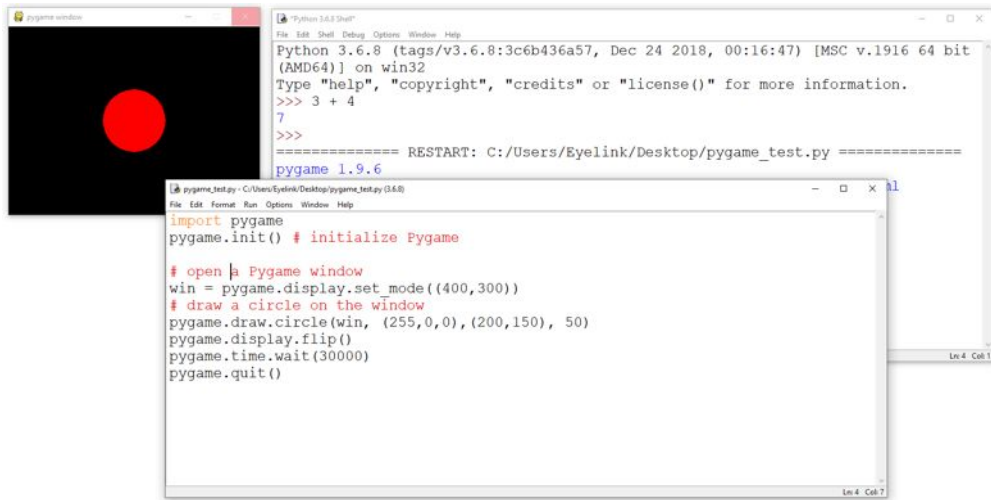 pygame window
*Python 3.6.8 Shell*
File Edit Shell Debug Options Window Help
Python 3.6.8 (tags/v3.6.8:3c6b436a57, Dec 24 2018, 00:16:47) [MSC v.1916 64 bit
(AMD64)] on win32
Type "help", "copyright", "credits" or "license()" for more information.
>>> 3 + 4
7
>>>
============== RESTART: C:/Users/Eyelink/Desktop/pygame_test.py ==============
pygame 1.9.6
Ln: 4 Col: 1
pygame_test.py - C:/Users/Eyelink/Desktop/pygame_test.py (3.6.8)
File Edit Format Run Options Window Help
import pygame
pygame.init() # initialize Pygame
# open a Pygame window
win = pygame.display.set_mode((400,300))
# draw a circle on the window
pygame.draw.circle(win, (255,0,0),(200,150), 50)
pygame.display.flip()
pygame.time.wait(30000)
pygame.quit()
Ln: 4 Col: 7